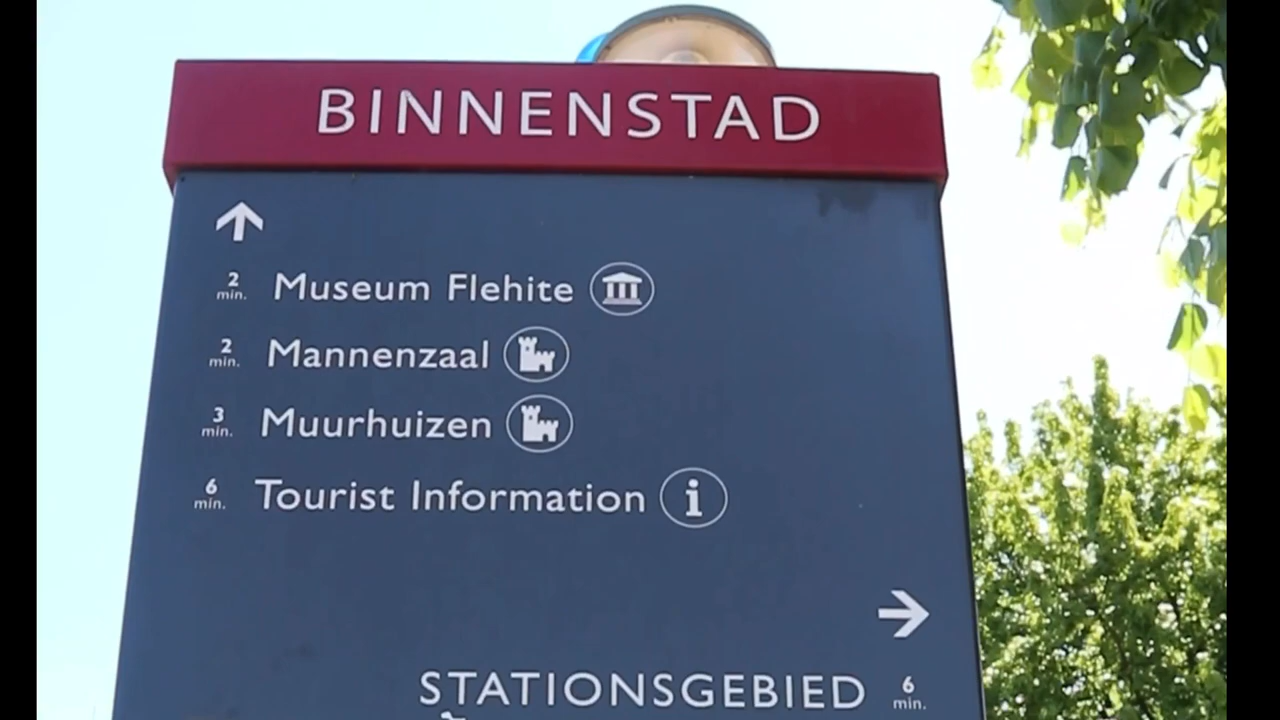 BINNENSTAD
2 min. Museum Flehite
2 min. Mannenzaal
3 min. Muurhuizen
6 min. Tourist Information
STATIONSGEBIED 6 min.